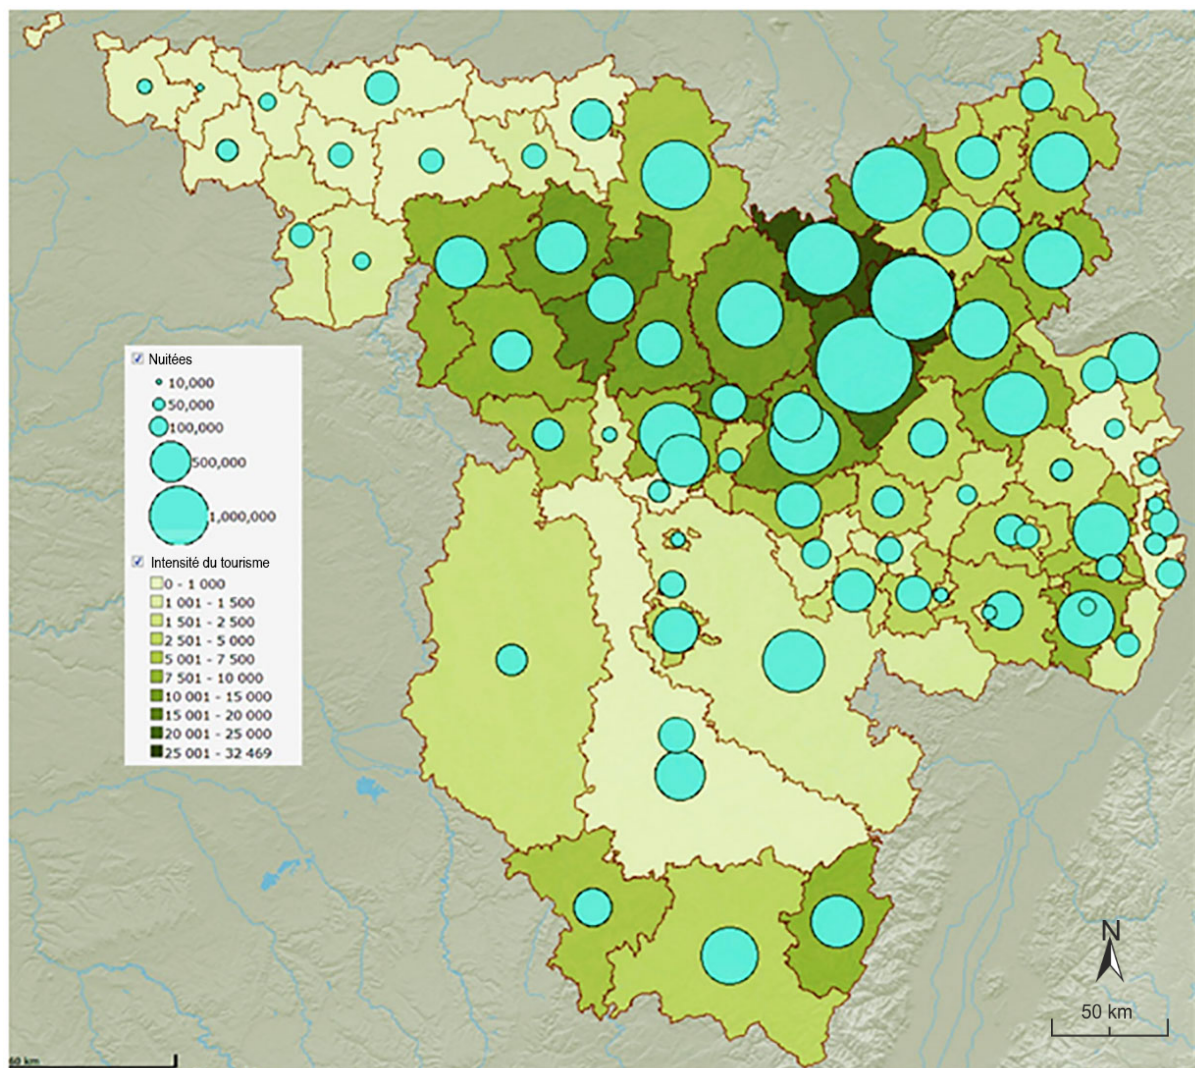 Nuitées
10,000
50,000
100,000
500,000
1,000,000
Intensité du tourisme
0 - 1 000
1 001 - 1 500
1 501 - 2 500
2 501 - 5 000
5 001 - 7 500
7 501 - 10 000
10 001 - 15 000
15 001 - 20 000
20 001 - 25 000
25 001 - 32 469
N
50 km
60 km